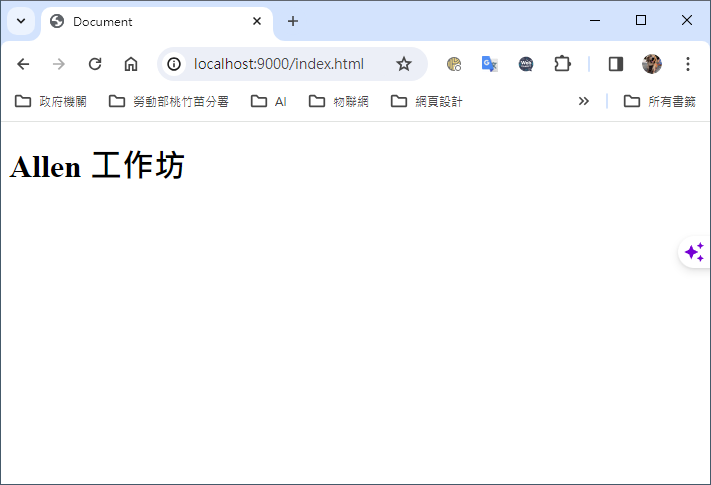 Document
localhost:9000/index.html
政府機關 勞動部桃竹苗分署 AI 物聯網 網頁設計 所有書籤
Allen 工作坊